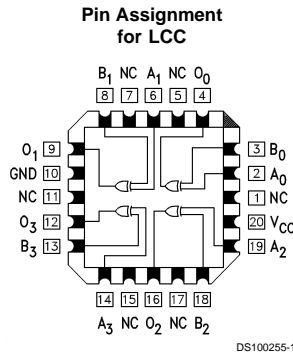 Pin Assignment
for LCC
B1 NC A1 NC O0
8 7 6 5 4
O1 9
GND 10
NC 11
O3 12
B3 13
3 B0
2 A0
1 NC
20 VCC
19 A2
14 15 16 17 18
A3 NC O2 NC B2
DS100255-1